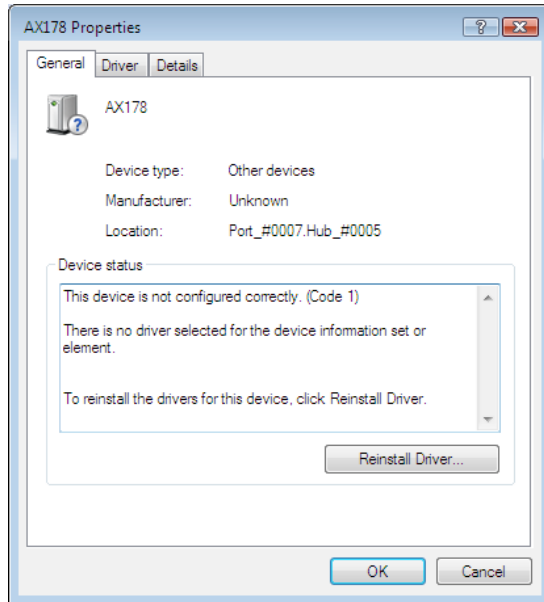 AX178 Properties
General Driver Details
AX178
Device type: Other devices
Manufacturer: Unknown
Location: Port_#0007.Hub_#0005
Device status
This device is not configured correctly. (Code 1)
There is no driver selected for the device information set or
element.
To reinstall the drivers for this device, click Reinstall Driver.
Reinstall Driver...
OK Cancel